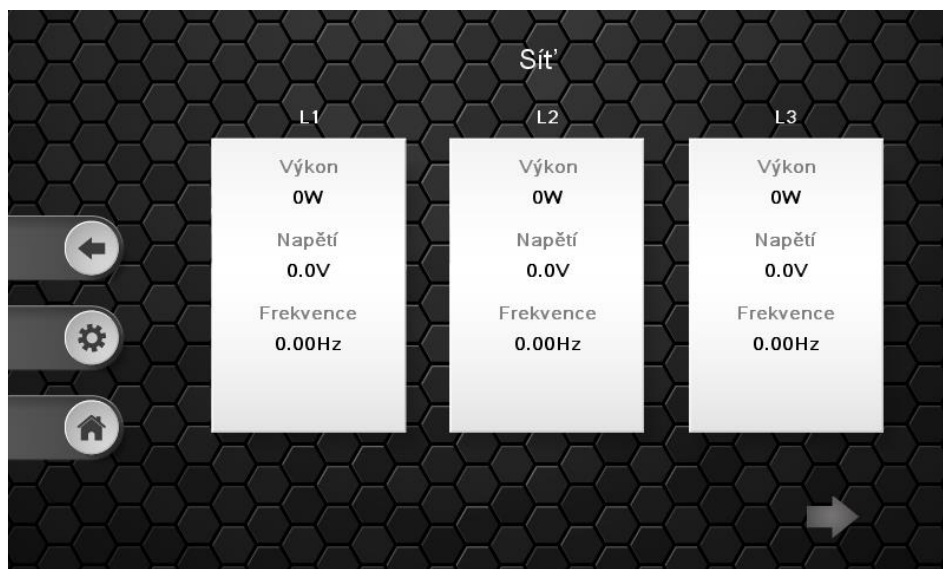 Síť
L1
L2
L3
Výkon
0W
Napětí
0.0V
Frekvence
0.00Hz
Výkon
0W
Napětí
0.0V
Frekvence
0.00Hz
Výkon
0W
Napětí
0.0V
Frekvence
0.00Hz